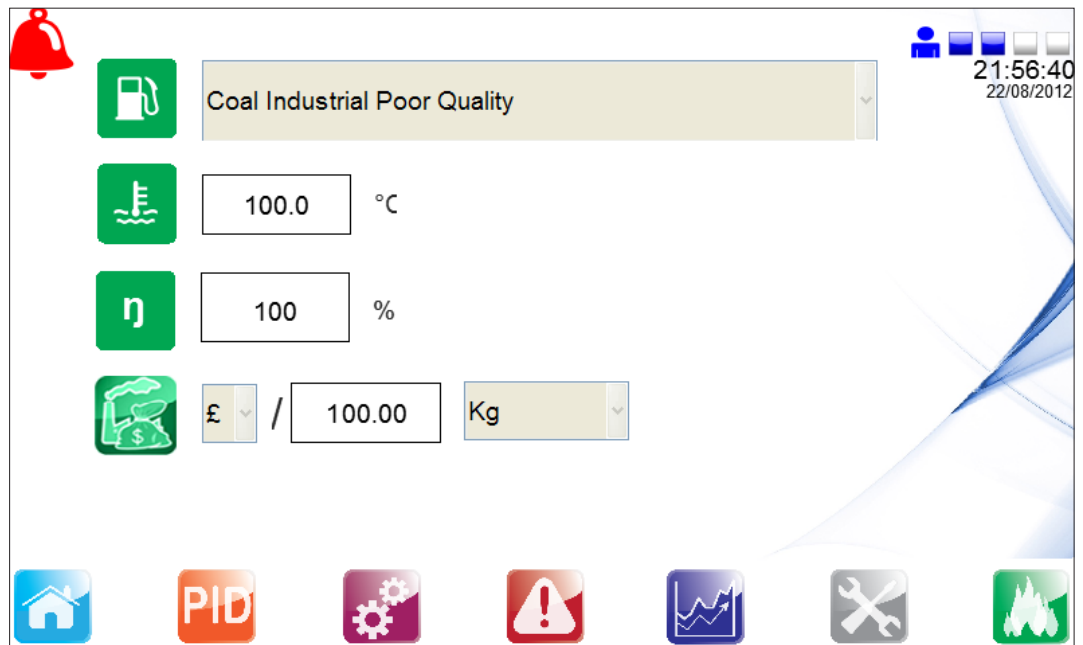 21:56:40
22/08/2012
Coal Industrial Poor Quality
100.0 °C
ŋ 100 %
£ / 100.00 Kg
$
PID